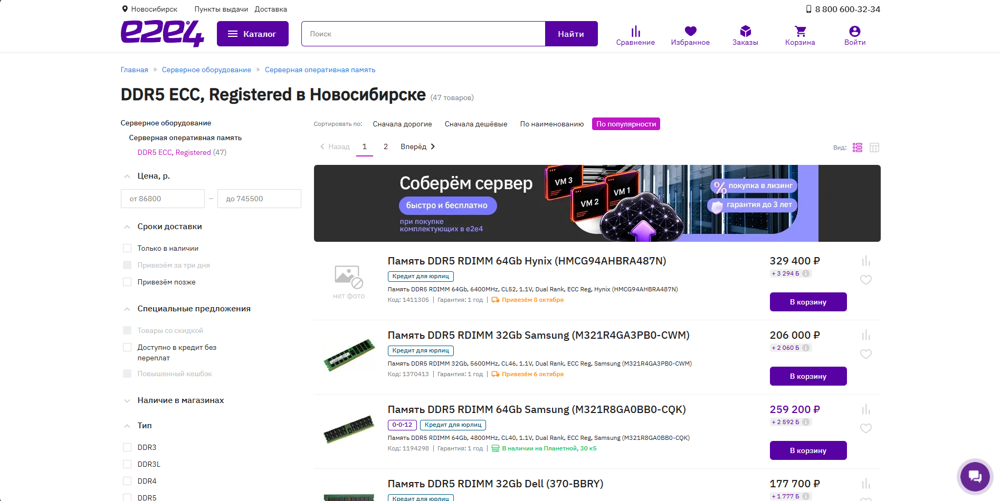 Новосибирск
Пункты выдачи
Доставка
8 800 600-32-34
e2e4
Каталог
Поиск
Найти
Сравнение
Избранное
Заказы
Корзина
Войти
Главная
Серверное оборудование
Серверная оперативная память
DDR5 ECC, Registered в Новосибирске (47 товаров)
Серверное оборудование
Серверная оперативная память
DDR5 ECC, Registered (47)
Цена, р.
от 86800 – до 745500
Сроки доставки
Только в наличии
Привезём за три дня
Привезём позже
Специальные предложения
Товары со скидкой
Доступно в кредит без
переплат
Повышенный кешбэк
Наличие в магазинах
Тип
DDR3
DDR3L
DDR4
DDR5
Сортировать по: Сначала дорогие Сначала дешёвые По наименованию По популярности
Назад 1 2 Вперёд
Вид:
Соберём сервер
быстро и бесплатно
при покупке
комплектующих в e2e4
VM 3
VM 2
VM 1
% покупка в лизинг
гарантия до 3 лет
нет фото
Память DDR5 RDIMM 64Gb Hynix (HMCG94AHBRA487N)
Кредит для юрлиц
Память DDR5 RDIMM 64Gb, 6400MHz, CL52, 1.1V, Dual Rank, ECC Reg, Hynix (HMCG94AHBRA487N)
Код: 1411305 | Гарантия: 1 год | Привезём 8 октября
329 400 ₽
+ 3 294 Б
В корзину
Память DDR5 RDIMM 32Gb Samsung (M321R4GA3PB0-CWM)
Кредит для юрлиц
Память DDR5 RDIMM 32Gb, 5600MHz, CL46, 1.1V, Dual Rank, ECC Reg, Samsung (M321R4GA3PB0-CWM)
Код: 1370413 | Гарантия: 1 год | Привезём 6 октября
206 000 ₽
+ 2 060 Б
В корзину
Память DDR5 RDIMM 64Gb Samsung (M321R8GA0BB0-CQK)
0·0·12 Кредит для юрлиц
Память DDR5 RDIMM 64Gb, 4800MHz, CL40, 1.1V, Dual Rank, ECC Reg, Samsung (M321R8GA0BB0-CQK)
Код: 1194298 | Гарантия: 1 год | В наличии на Планетной, 30 к5
259 200 ₽
+ 2 592 Б
В корзину
Память DDR5 RDIMM 32Gb Dell (370-BBRY)
Кредит для юрлиц
177 700 ₽
+ 1 777 Б